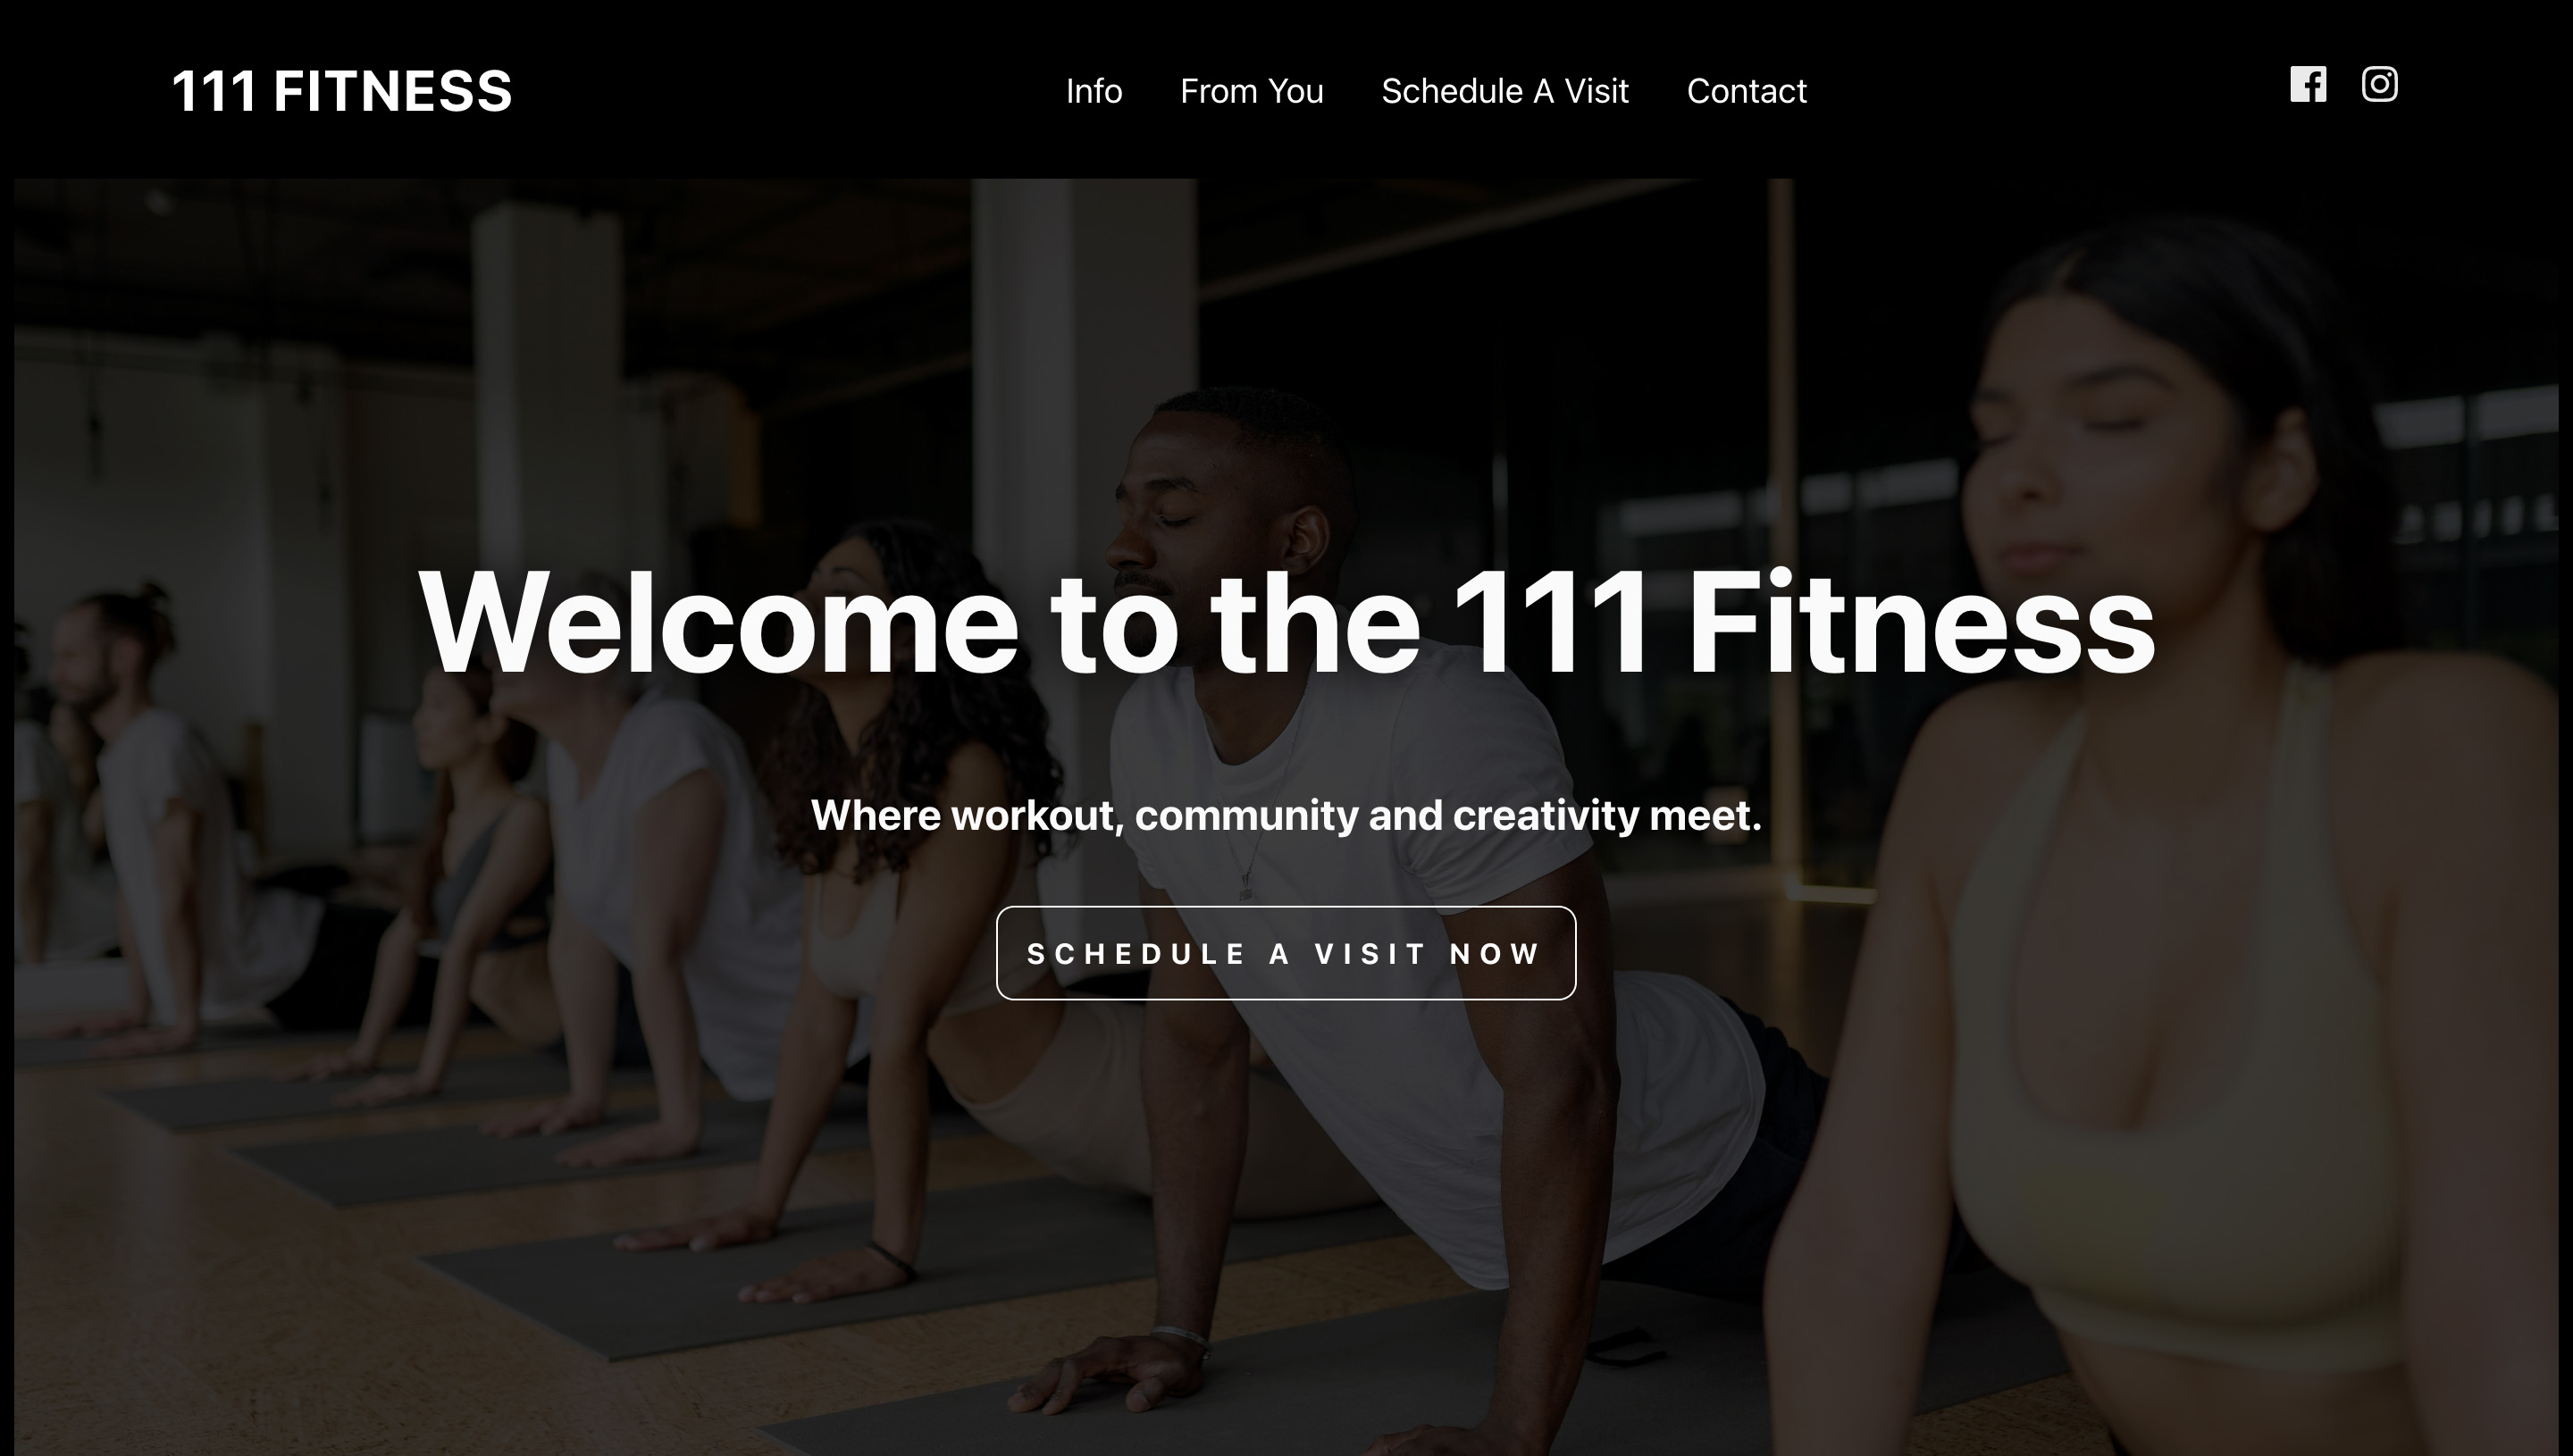 111 FITNESS
Info From You Schedule A Visit Contact
Welcome to the 111 Fitness
Where workout, community and creativity meet.
SCHEDULE A VISIT NOW